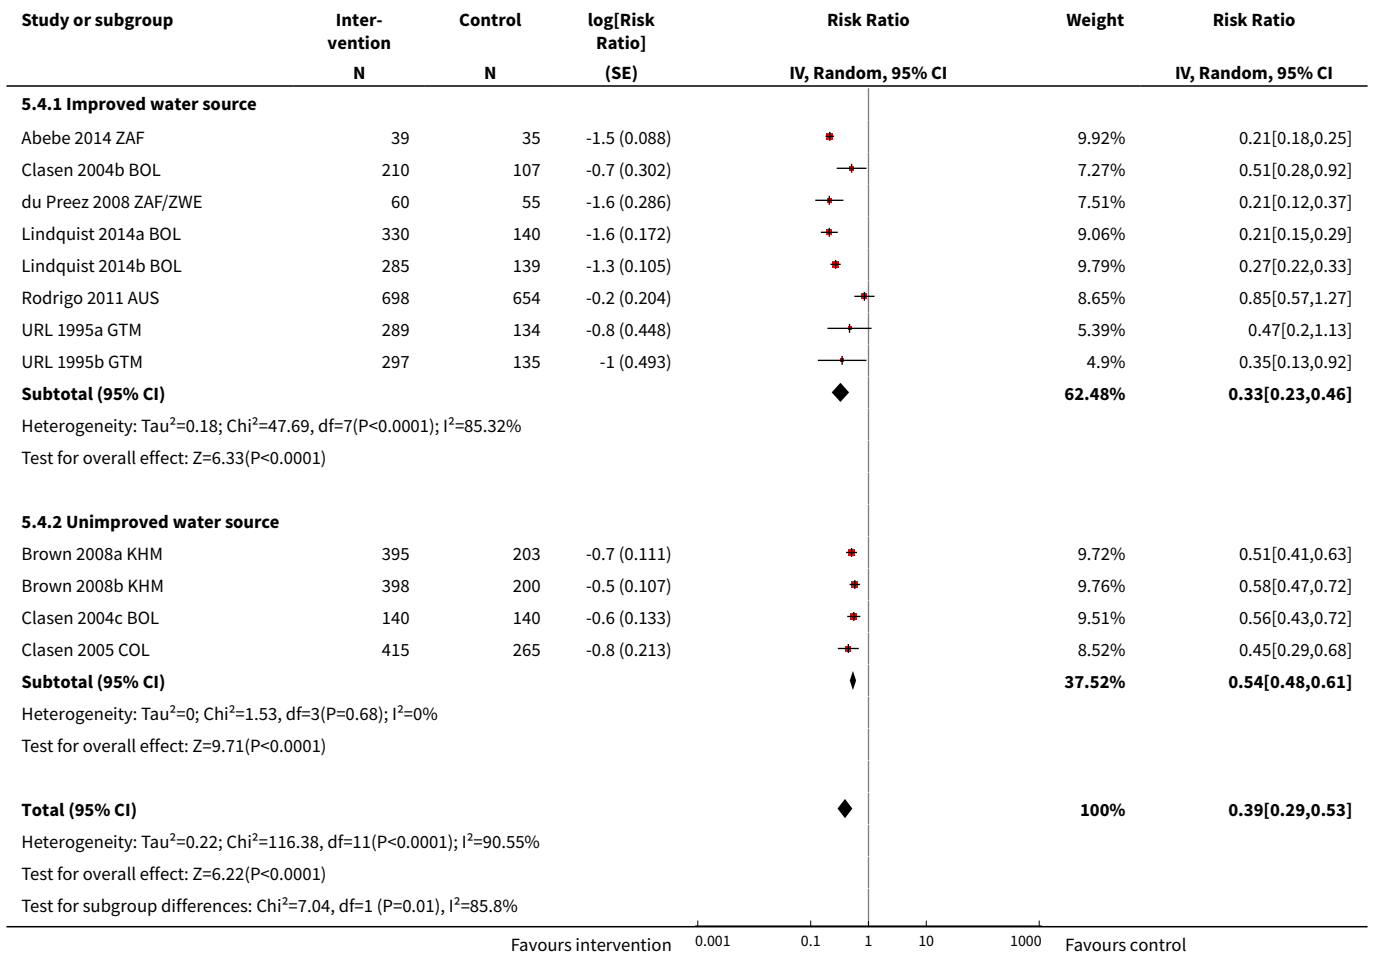 Study or subgroup Inter- Control log[Risk Risk Ratio Weight Risk Ratio
vention Ratio]
N N (SE) IV, Random, 95% CI IV, Random, 95% CI
5.4.1 Improved water source
Abebe 2014 ZAF 39 35 -1.5 (0.088) 9.92% 0.21[0.18,0.25]
Clasen 2004b BOL 210 107 -0.7 (0.302) 7.27% 0.51[0.28,0.92]
du Preez 2008 ZAF/ZWE 60 55 -1.6 (0.286) 7.51% 0.21[0.12,0.37]
Lindquist 2014a BOL 330 140 -1.6 (0.172) 9.06% 0.21[0.15,0.29]
Lindquist 2014b BOL 285 139 -1.3 (0.105) 9.79% 0.27[0.22,0.33]
Rodrigo 2011 AUS 698 654 -0.2 (0.204) 8.65% 0.85[0.57,1.27]
URL 1995a GTM 289 134 -0.8 (0.448) 5.39% 0.47[0.2,1.13]
URL 1995b GTM 297 135 -1 (0.493) 4.9% 0.35[0.13,0.92]
Subtotal (95% CI) 62.48% 0.33[0.23,0.46]
Heterogeneity: Tau²=0.18; Chi²=47.69, df=7(P<0.0001); I²=85.32%
Test for overall effect: Z=6.33(P<0.0001)
5.4.2 Unimproved water source
Brown 2008a KHM 395 203 -0.7 (0.111) 9.72% 0.51[0.41,0.63]
Brown 2008b KHM 398 200 -0.5 (0.107) 9.76% 0.58[0.47,0.72]
Clasen 2004c BOL 140 140 -0.6 (0.133) 9.51% 0.56[0.43,0.72]
Clasen 2005 COL 415 265 -0.8 (0.213) 8.52% 0.45[0.29,0.68]
Subtotal (95% CI) 37.52% 0.54[0.48,0.61]
Heterogeneity: Tau²=0; Chi²=1.53, df=3(P=0.68); I²=0%
Test for overall effect: Z=9.71(P<0.0001)
Total (95% CI) 100% 0.39[0.29,0.53]
Heterogeneity: Tau²=0.22; Chi²=116.38, df=11(P<0.0001); I²=90.55%
Test for overall effect: Z=6.22(P<0.0001)
Test for subgroup differences: Chi²=7.04, df=1 (P=0.01), I²=85.8%
Favours intervention 0.001 0.1 1 10 1000 Favours control